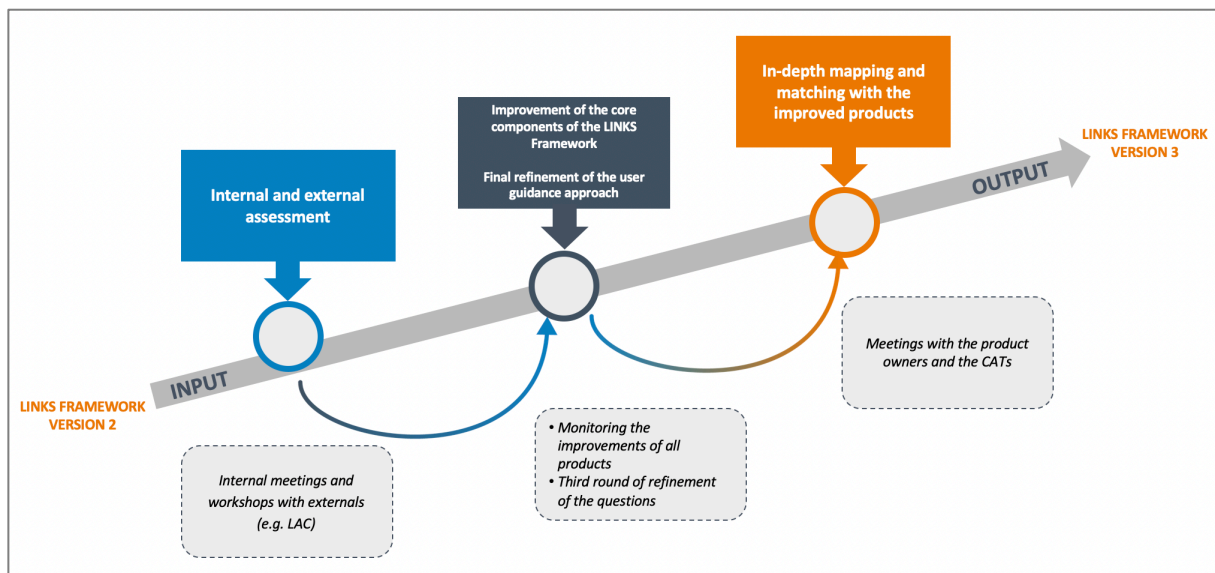 In-depth mapping and
matching with the
improved products
Improvement of the core
components of the LINKS
Framework
Final refinement of the user
guidance approach
Internal and external
assessment
LINKS FRAMEWORK
VERSION 3
OUTPUT
INPUT
LINKS FRAMEWORK
VERSION 2
Meetings with the product
owners and the CATs
• Monitoring the
improvements of all
products
• Third round of refinement
of the questions
Internal meetings and
workshops with externals
(e.g. LAC)